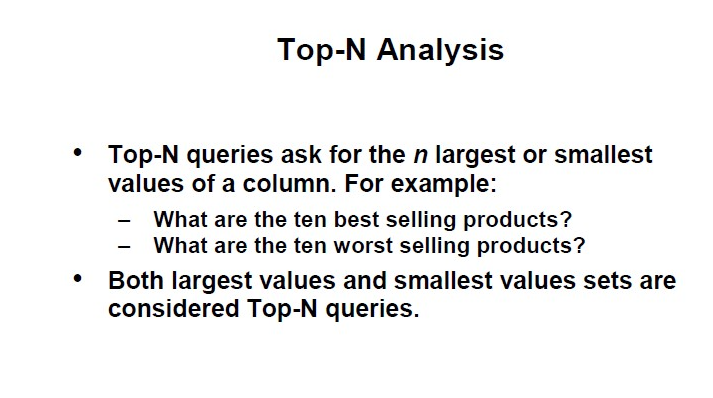 Top-N Analysis
• Top-N queries ask for the n largest or smallest
values of a column. For example:
– What are the ten best selling products?
– What are the ten worst selling products?
• Both largest values and smallest values sets are
considered Top-N queries.